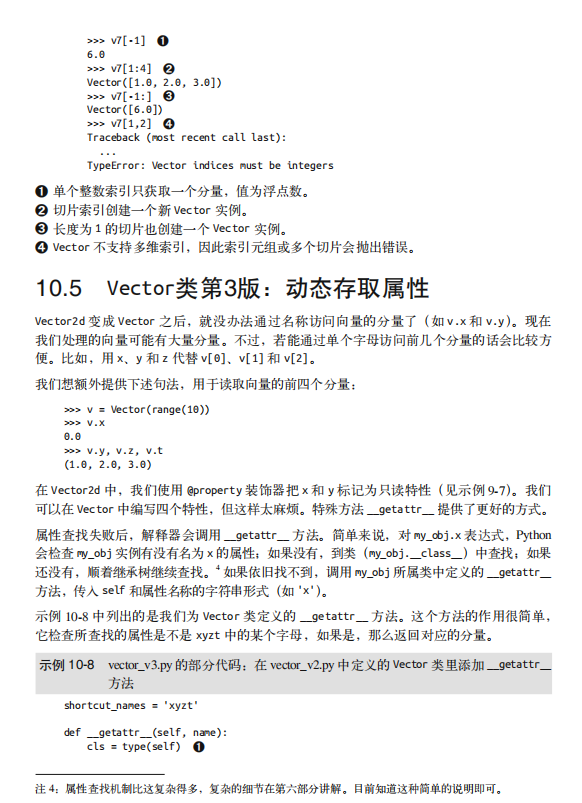 >>> v7[-1] ❶
6.0
>>> v7[1:4] ❷
Vector([1.0, 2.0, 3.0])
>>> v7[-1:] ❸
Vector([6.0])
>>> v7[1,2] ❹
Traceback (most recent call last):
...
TypeError: Vector indices must be integers
❶ 单个整数索引只获取一个分量，值为浮点数。
❷ 切片索引创建一个新 Vector 实例。
❸ 长度为 1 的切片也创建一个 Vector 实例。
❹ Vector 不支持多维索引，因此索引元组或多个切片会抛出错误。
10.5 Vector类第3版：动态存取属性
Vector2d 变成 Vector 之后，就没办法通过名称访问向量的分量了（如 v.x 和 v.y）。现在
我们处理的向量可能有大量分量。不过，若能通过单个字母访问前几个分量的话会比较方
便。比如，用 x、y 和 z 代替 v[0]、v[1] 和 v[2]。
我们想额外提供下述句法，用于读取向量的前四个分量：
>>> v = Vector(range(10))
>>> v.x
0.0
>>> v.y, v.z, v.t
(1.0, 2.0, 3.0)
在 Vector2d 中，我们使用 @property 装饰器把 x 和 y 标记为只读特性（见示例 9-7）。我们
可以在 Vector 中编写四个特性，但这样太麻烦。特殊方法 __getattr__ 提供了更好的方式。
属性查找失败后，解释器会调用 __getattr__ 方法。简单来说，对 my_obj.x 表达式，Python
会检查 my_obj 实例有没有名为 x 的属性；如果没有，到类（my_obj.__class__）中查找；如果
还没有，顺着继承树继续查找。4 如果依旧找不到，调用 my_obj 所属类中定义的 __getattr__
方法，传入 self 和属性名称的字符串形式（如 'x'）。
示例 10-8 中列出的是我们为 Vector 类定义的 __getattr__ 方法。这个方法的作用很简单，
它检查所查找的属性是不是 xyzt 中的某个字母，如果是，那么返回对应的分量。
示例 10-8 vector_v3.py 的部分代码：在 vector_v2.py 中定义的 Vector 类里添加 __getattr__
方法
shortcut_names = 'xyzt'
def __getattr__(self, name):
cls = type(self) ❶
注 4：属性查找机制比这复杂得多，复杂的细节在第六部分讲解。目前知道这种简单的说明即可。